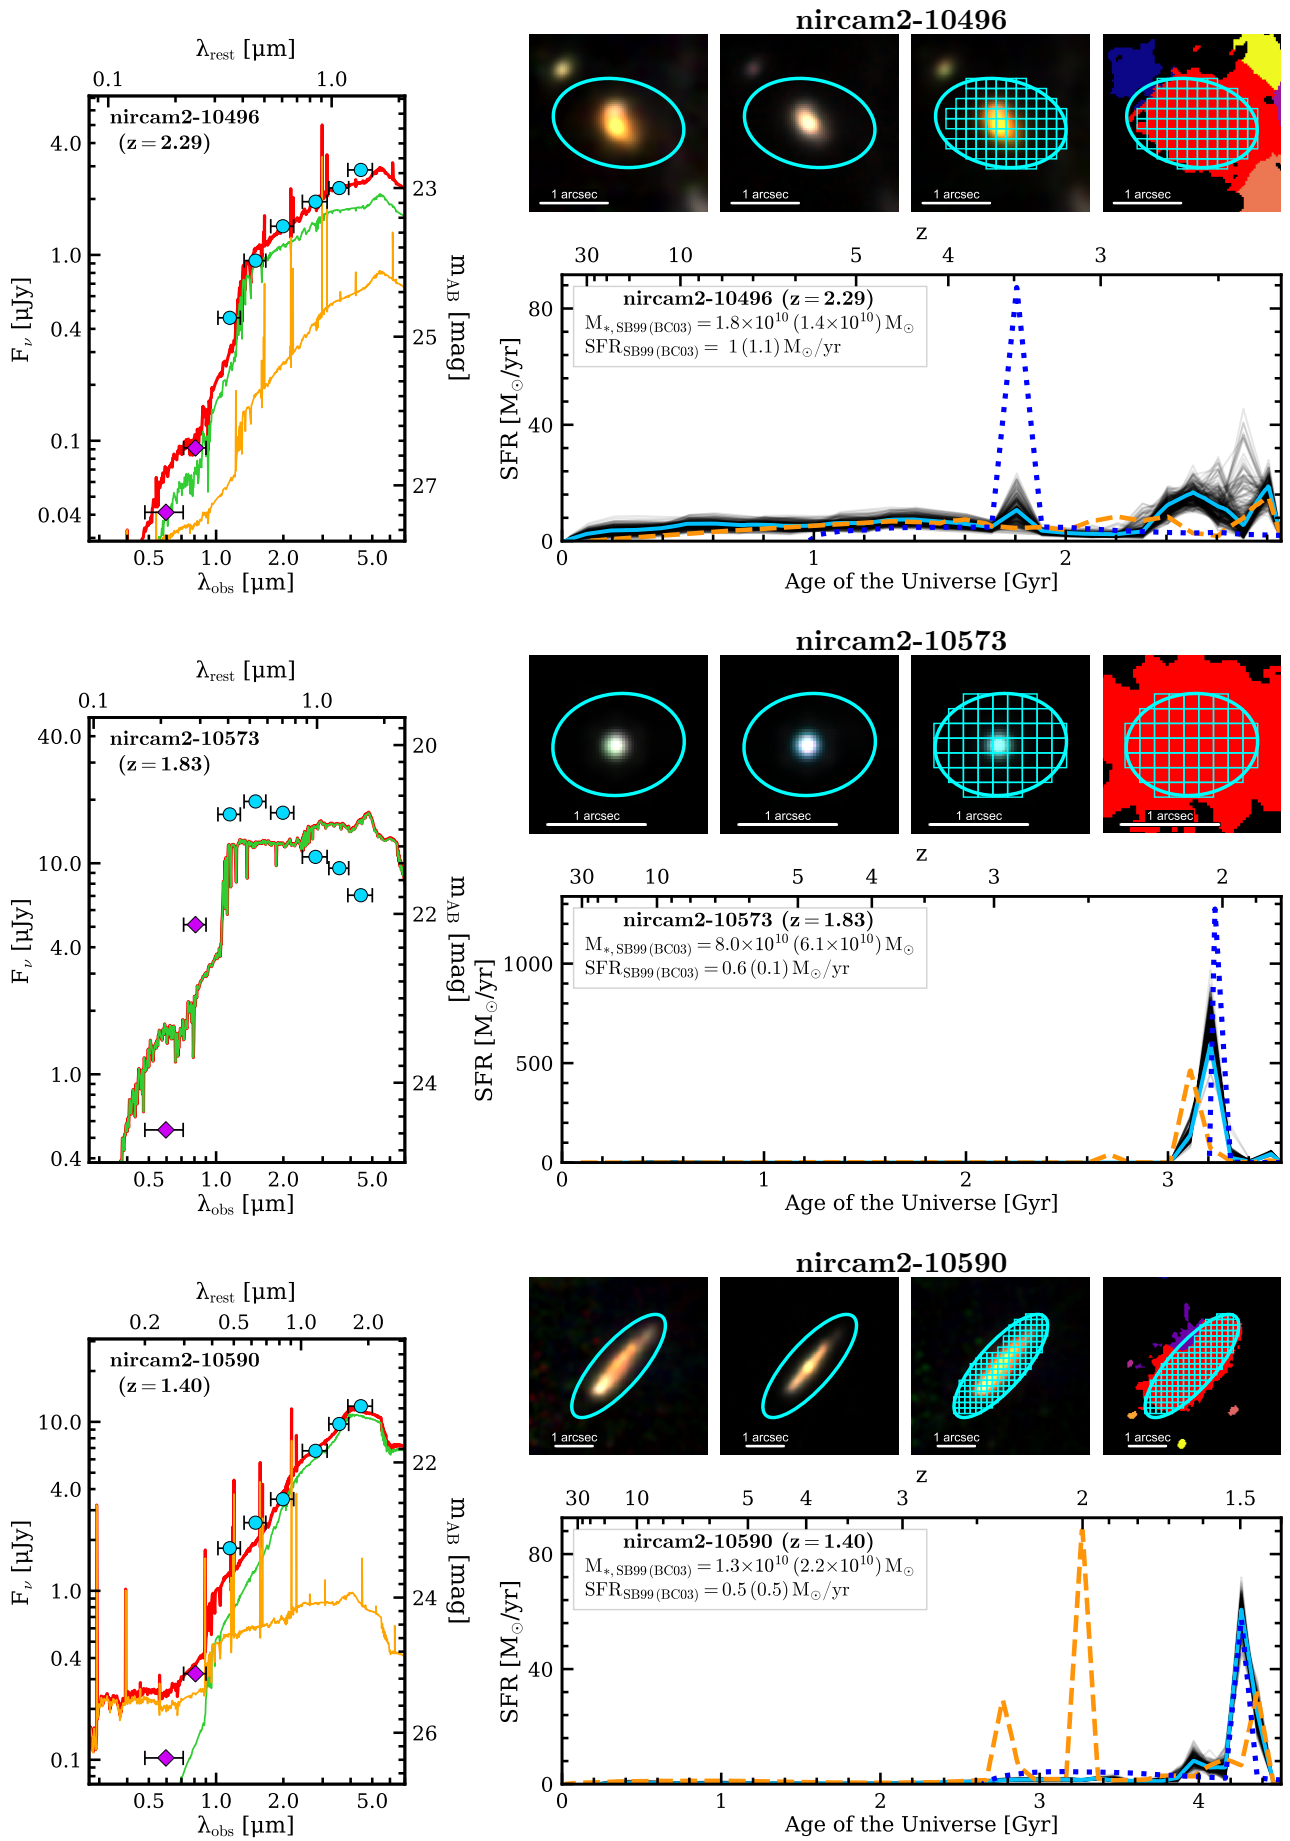 nircam2-10496
λrest [μm]
0.1 1.0
nircam2-10496
(z = 2.29)
4.0
1.0
0.4
0.1
0.04
Fν [μJy]
23
25
27
mAB [mag]
0.5 1.0 2.0 5.0
λobs [μm]
1 arcsec
1 arcsec
1 arcsec
1 arcsec
z
30 10 5 4 3
nircam2-10496 (z = 2.29)
M*, SB99 (BC03) = 1.8×10^10 (1.4×10^10) M⊙
SFRSB99 (BC03) = 1 (1.1) M⊙/yr
80
40
0
SFR [M⊙/yr]
0 1 2
Age of the Universe [Gyr]
nircam2-10573
λrest [μm]
0.1 1.0
nircam2-10573
(z = 1.83)
40.0
10.0
4.0
1.0
0.4
Fν [μJy]
20
22
24
mAB [mag]
0.5 1.0 2.0 5.0
λobs [μm]
1 arcsec
1 arcsec
1 arcsec
1 arcsec
z
30 10 5 4 3 2
nircam2-10573 (z = 1.83)
M*, SB99 (BC03) = 8.0×10^10 (6.1×10^10) M⊙
SFRSB99 (BC03) = 0.6 (0.1) M⊙/yr
1000
500
0
SFR [M⊙/yr]
0 1 2 3
Age of the Universe [Gyr]
nircam2-10590
λrest [μm]
0.2 0.5 1.0 2.0
nircam2-10590
(z = 1.40)
10.0
4.0
1.0
0.4
0.1
Fν [μJy]
22
24
26
mAB [mag]
0.5 1.0 2.0 5.0
λobs [μm]
1 arcsec
1 arcsec
1 arcsec
1 arcsec
z
30 10 5 4 3 2 1.5
nircam2-10590 (z = 1.40)
M*, SB99 (BC03) = 1.3×10^10 (2.2×10^10) M⊙
SFRSB99 (BC03) = 0.5 (0.5) M⊙/yr
80
40
0
SFR [M⊙/yr]
0 1 2 3 4
Age of the Universe [Gyr]